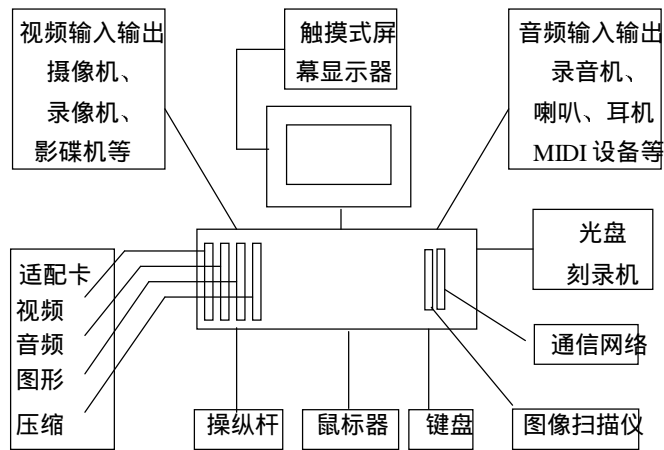 视频输入输出
摄像机、
录像机、
影碟机等
触摸式屏
幕显示器
音频输入输出
录音机、
喇叭、耳机
MIDI 设备等
适配卡
视频
音频
图形
压缩
光盘
刻录机
通信网络
操纵杆
鼠标器
键盘
图像扫描仪